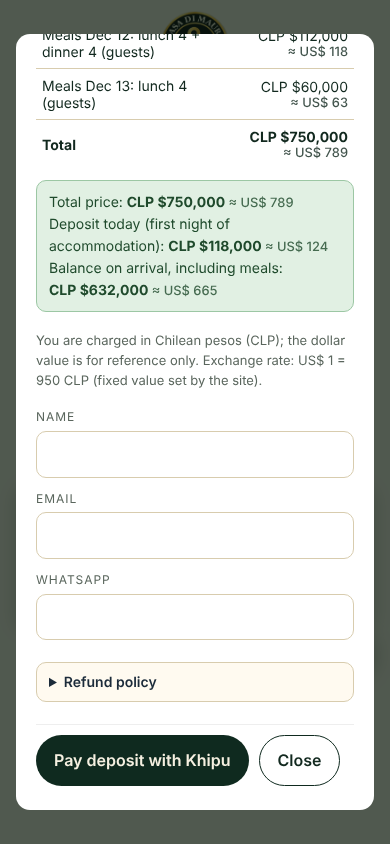 SA DI MAU
Meals Dec 12: lunch 4 + CLP $112,000
dinner 4 (guests) ≈ US$ 118
Meals Dec 13: lunch 4 CLP $60,000
(guests) ≈ US$ 63
Total CLP $750,000
≈ US$ 789
Total price: CLP $750,000 ≈ US$ 789
Deposit today (first night of
accommodation): CLP $118,000 ≈ US$ 124
Balance on arrival, including meals:
CLP $632,000 ≈ US$ 665
You are charged in Chilean pesos (CLP); the dollar
value is for reference only. Exchange rate: US$ 1 =
950 CLP (fixed value set by the site).
NAME
EMAIL
WHATSAPP
▶ Refund policy
Pay deposit with Khipu Close